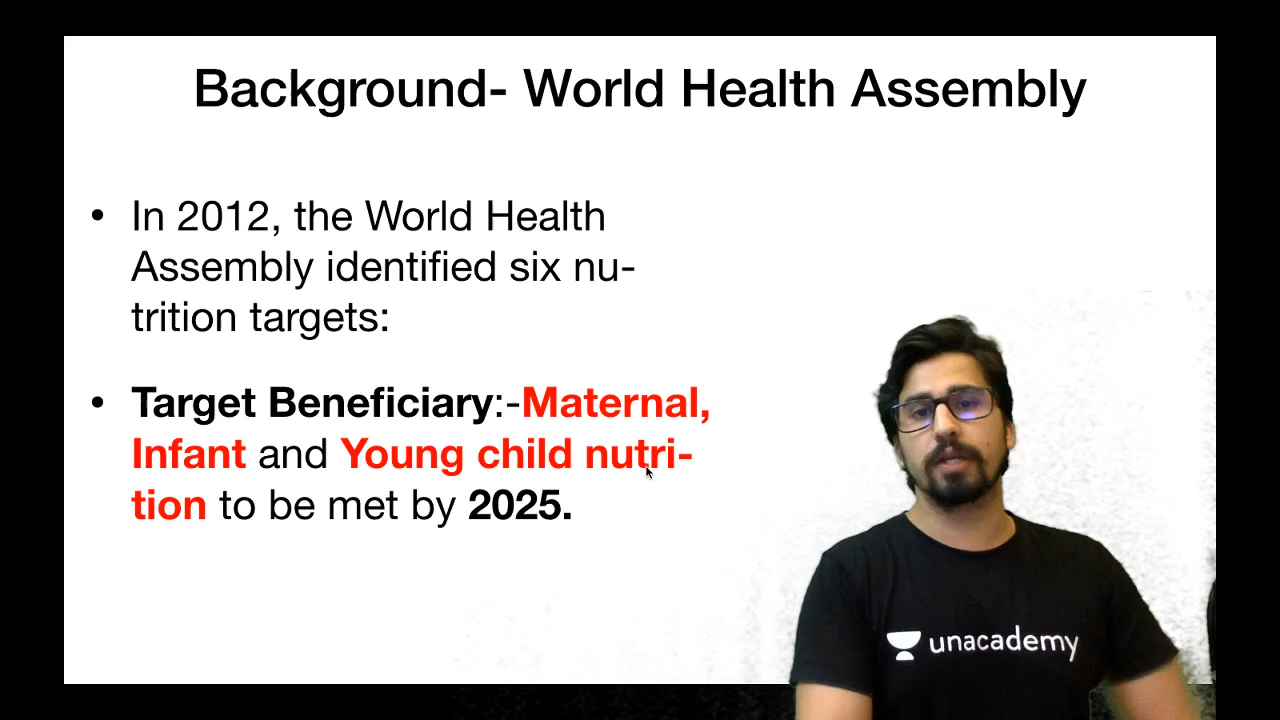 Background- World Health Assembly
• In 2012, the World Health
Assembly identified six nu-
trition targets:
• Target Beneficiary:-Maternal,
Infant and Young child nutri-
tion to be met by 2025.
unacademy